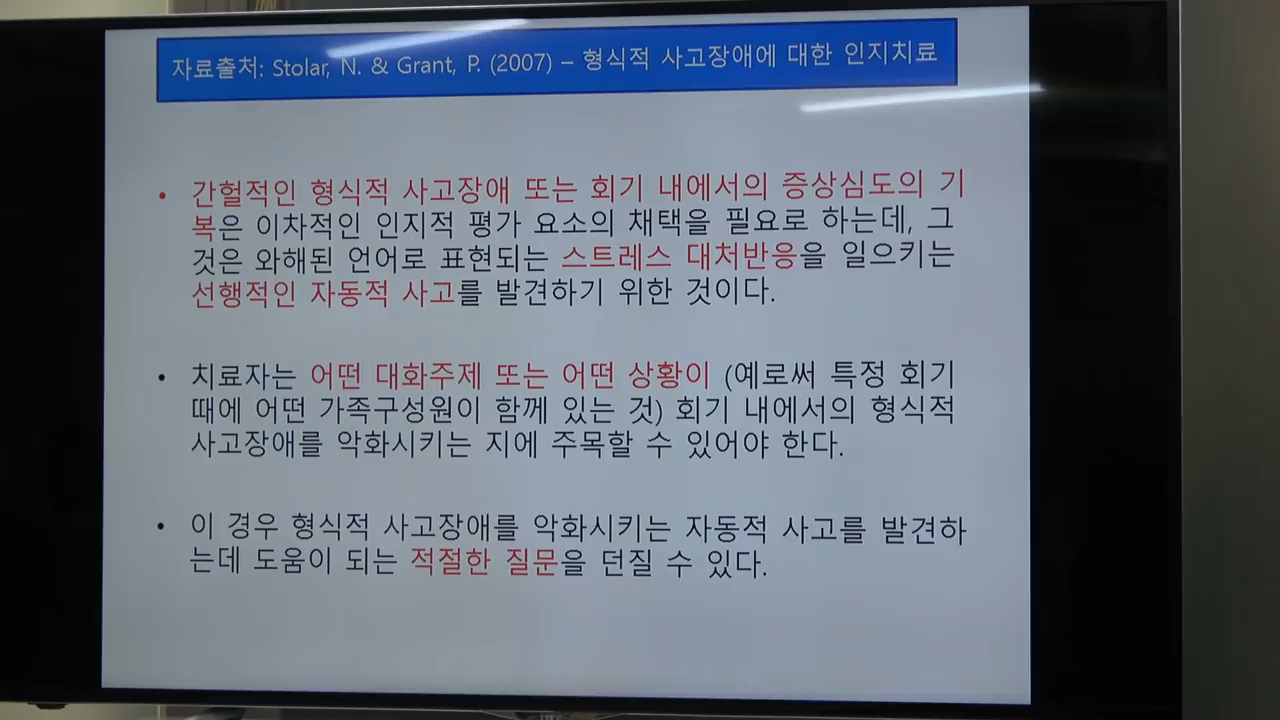 자료출처: Stolar, N. & Grant, P. (2007) – 형식적 사고장애에 대한 인지치료
• 간헐적인 형식적 사고장애 또는 회기 내에서의 증상심도의 기
복은 이차적인 인지적 평가 요소의 채택을 필요로 하는데, 그
것은 와해된 언어로 표현되는 스트레스 대처반응을 일으키는
선행적인 자동적 사고를 발견하기 위한 것이다.
• 치료자는 어떤 대화주제 또는 어떤 상황이 (예로써 특정 회기
때에 어떤 가족구성원이 함께 있는 것) 회기 내에서의 형식적
사고장애를 악화시키는 지에 주목할 수 있어야 한다.
• 이 경우 형식적 사고장애를 악화시키는 자동적 사고를 발견하
는데 도움이 되는 적절한 질문을 던질 수 있다.